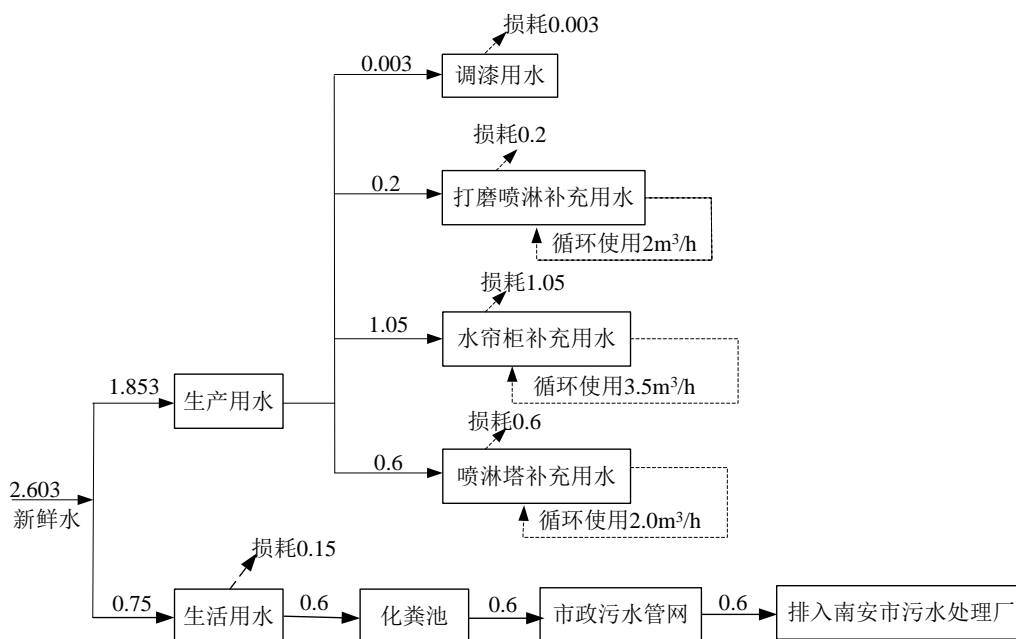 损耗0.003
0.003
调漆用水
损耗0.2
0.2
打磨喷淋补充用水
循环使用2m³/h
损耗1.05
1.05
水帘柜补充用水
循环使用3.5m³/h
1.853
生产用水
损耗0.6
0.6
喷淋塔补充用水
循环使用2.0m³/h
2.603
新鲜水
损耗0.15
0.75
生活用水
0.6
化粪池
0.6
市政污水管网
0.6
排入南安市污水处理厂